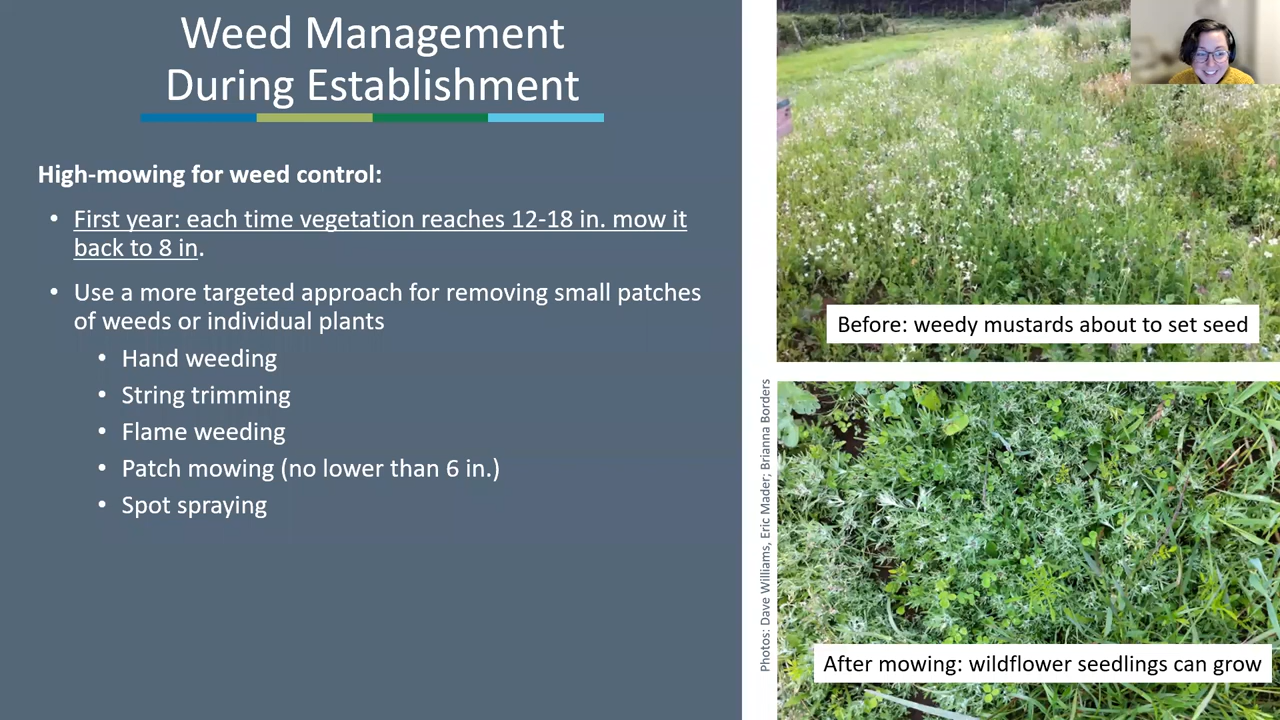 Weed Management
During Establishment
High-mowing for weed control:
• First year: each time vegetation reaches 12-18 in. mow it
back to 8 in.
• Use a more targeted approach for removing small patches
of weeds or individual plants
• Hand weeding
• String trimming
• Flame weeding
• Patch mowing (no lower than 6 in.)
• Spot spraying
Before: weedy mustards about to set seed
Photos: Dave Williams, Eric Mader; Brianna Borders
After mowing: wildflower seedlings can grow